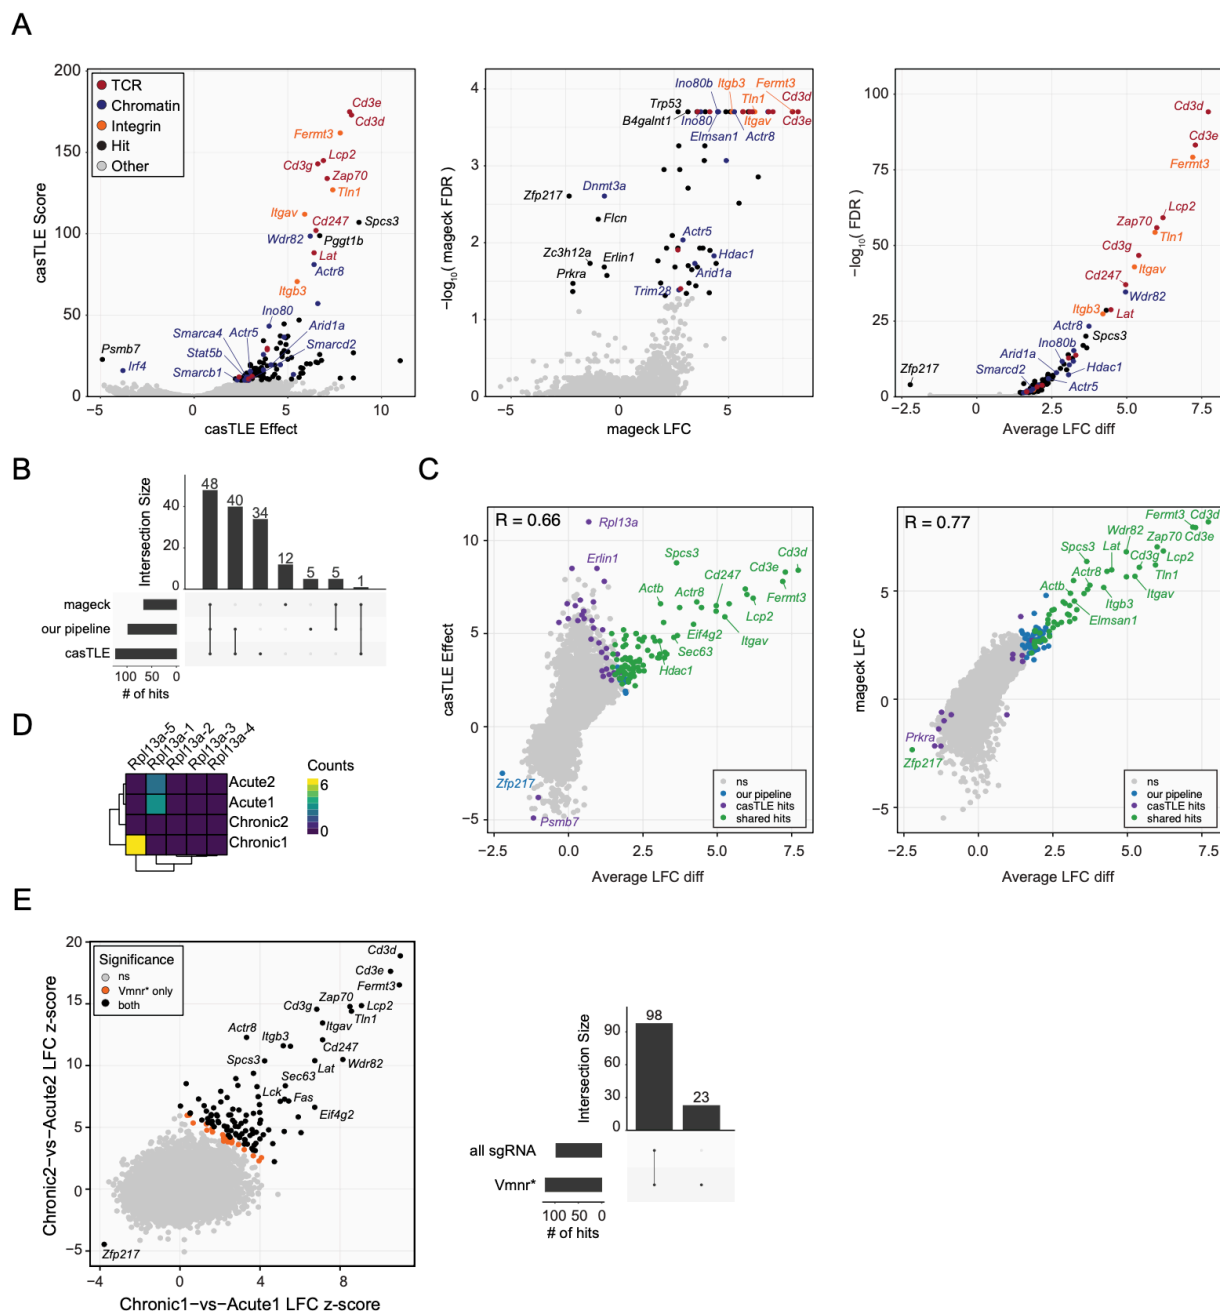 A
casTLE Score
200
150
100
50
0
−5
0
5
10
casTLE Effect
TCR
Chromatin
Integrin
Hit
Other
Cd3e
Cd3d
Fermt3
Lcp2
Cd3g
Zap70
Tln1
Itgav
Cd247
Spcs3
Wdr82
Pggt1b
Lat
Actr8
Itgb3
Ino80
Smarca4
Actr5
Arid1a
Stat5b
Smarcd2
Smarcb1
Psmb7
Irf4
−log10( mageck FDR )
4
3
2
1
0
−5
0
5
mageck LFC
Ino80b
Itgb3
Fermt3
Trp53
Tln1
Cd3d
B4galnt1
Ino80
Itgav
Cd3e
Elmsan1
Actr8
Zfp217
Dnmt3a
Flcn
Actr5
Zc3h12a
Erlin1
Hdac1
Prkra
Arid1a
Trim28
−log10( FDR )
100
75
50
25
0
−2.5
0
2.5
5.0
7.5
Average LFC diff
Cd3d
Cd3e
Fermt3
Lcp2
Zap70
Tln1
Cd3g
Itgav
Cd247
Wdr82
Itgb3
Lat
Actr8
Spcs3
Ino80b
Arid1a
Hdac1
Smarcd2
Actr5
Zfp217
B
Intersection Size
40
20
0
48
40
34
12
5
5
1
mageck
our pipeline
casTLE
100
50
0
# of hits
C
R = 0.66
casTLE Effect
10
5
0
−5
−2.5
0.0
2.5
5.0
7.5
Average LFC diff
Rpl13a
Erlin1
Spcs3
Cd3d
Cd3e
Actb
Actr8
Cd247
Fermt3
Lcp2
Eif4g2
Itgav
Sec63
Hdac1
Zfp217
Psmb7
ns
our pipeline
casTLE hits
shared hits
R = 0.77
mageck LFC
5
0
−5
−2.5
0.0
2.5
5.0
7.5
Average LFC diff
Fermt3
Cd3d
Wdr82
Zap70
Cd3e
Spcs3
Lat
Cd3g
Lcp2
Actr8
Tln1
Actb
Itgav
Itgb3
Elmsan1
Prkra
Zfp217
ns
our pipeline
casTLE hits
shared hits
D
Rpl13a-5
Rpl13a-1
Rpl13a-2
Rpl13a-3
Rpl13a-4
Acute2
Acute1
Chronic2
Chronic1
Counts
6
0
E
Chronic2−vs−Acute2 LFC z−score
20
15
10
5
0
−5
−4
0
4
8
Chronic1−vs−Acute1 LFC z−score
Significance
ns
Vmnr* only
both
Cd3d
Cd3e
Fermt3
Zap70
Cd3g
Lcp2
Tln1
Itgav
Actr8
Itgb3
Cd247
Spcs3
Wdr82
Lat
Sec63
Lck
Fas
Eif4g2
Zfp217
Intersection Size
90
60
30
0
98
23
all sgRNA
Vmnr*
100
50
0
# of hits